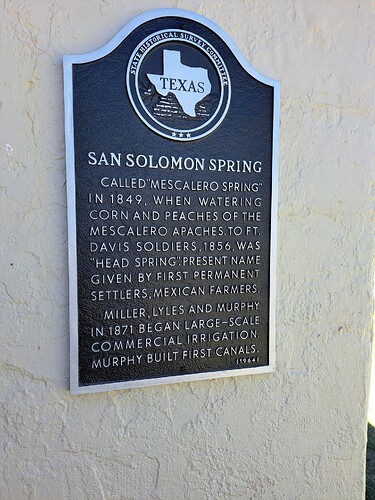 STATE HISTORICAL SURVEY COMMITTEE
TEXAS
SAN SOLOMON SPRING
CALLED "MESCALERO SPRING"
IN 1849, WHEN WATERING
CORN AND PEACHES OF THE
MESCALERO APACHES. TO FT.
DAVIS SOLDIERS, 1856, WAS
"HEAD SPRING". PRESENT NAME
GIVEN BY FIRST PERMANENT
SETTLERS, MEXICAN FARMERS.
MILLER, LYLES AND MURPHY
IN 1871 BEGAN LARGE-SCALE
COMMERCIAL IRRIGATION.
MURPHY BUILT FIRST CANALS.
(1964)